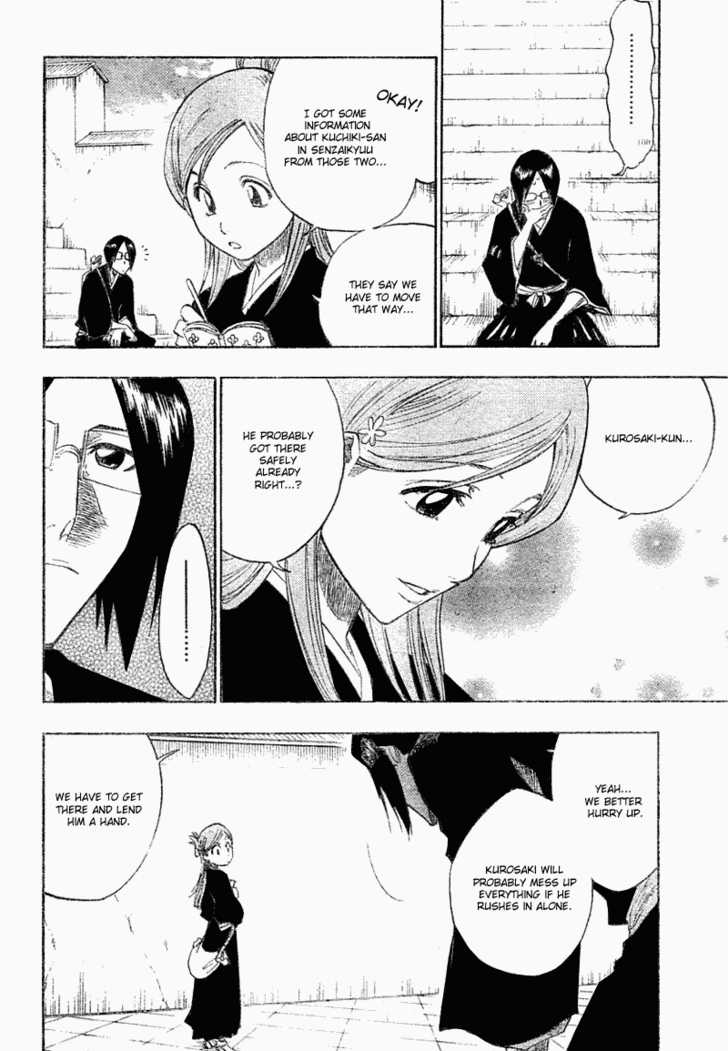 ..........
OKAY!
I GOT SOME
INFORMATION
ABOUT KUCHIKI-SAN
IN SENZAIKYUU
FROM THOSE TWO...
THEY SAY WE
HAVE TO MOVE
THAT WAY...
KUROSAKI-KUN...
HE PROBABLY
GOT THERE
SAFELY
ALREADY
RIGHT...?
..........
YEAH...
WE BETTER
HURRY UP.
KUROSAKI WILL
PROBABLY MESS UP
EVERYTHING IF HE
RUSHES IN ALONE.
WE HAVE TO GET
THERE AND LEND
HIM A HAND.